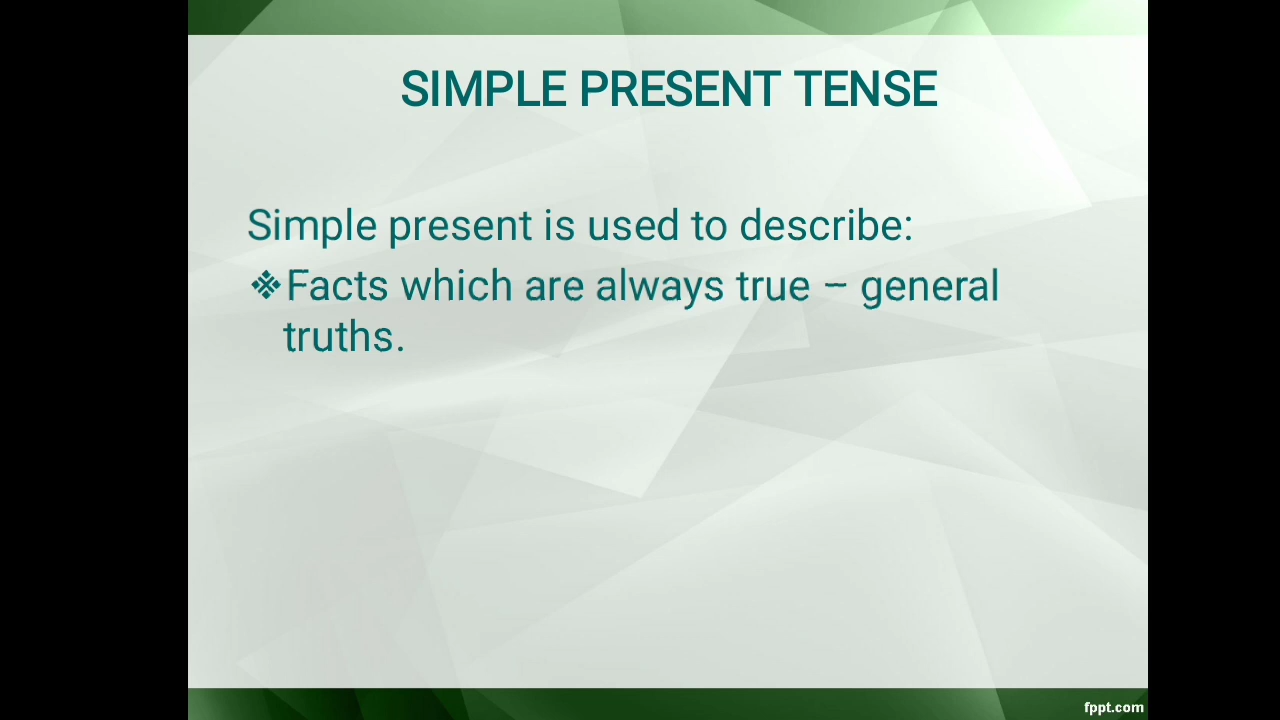 SIMPLE PRESENT TENSE
Simple present is used to describe:
❖Facts which are always true – general
truths.
fppt.com